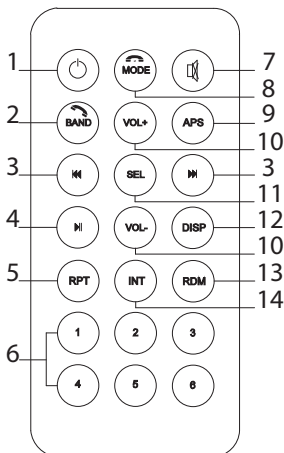 1 7
MODE
8
2 BAND VOL+ APS 9
10
3 SEL 3
11
4 VOL- DISP 12
10
5 RPT INT RDM 13
14
1 2 3
6
4 5 6